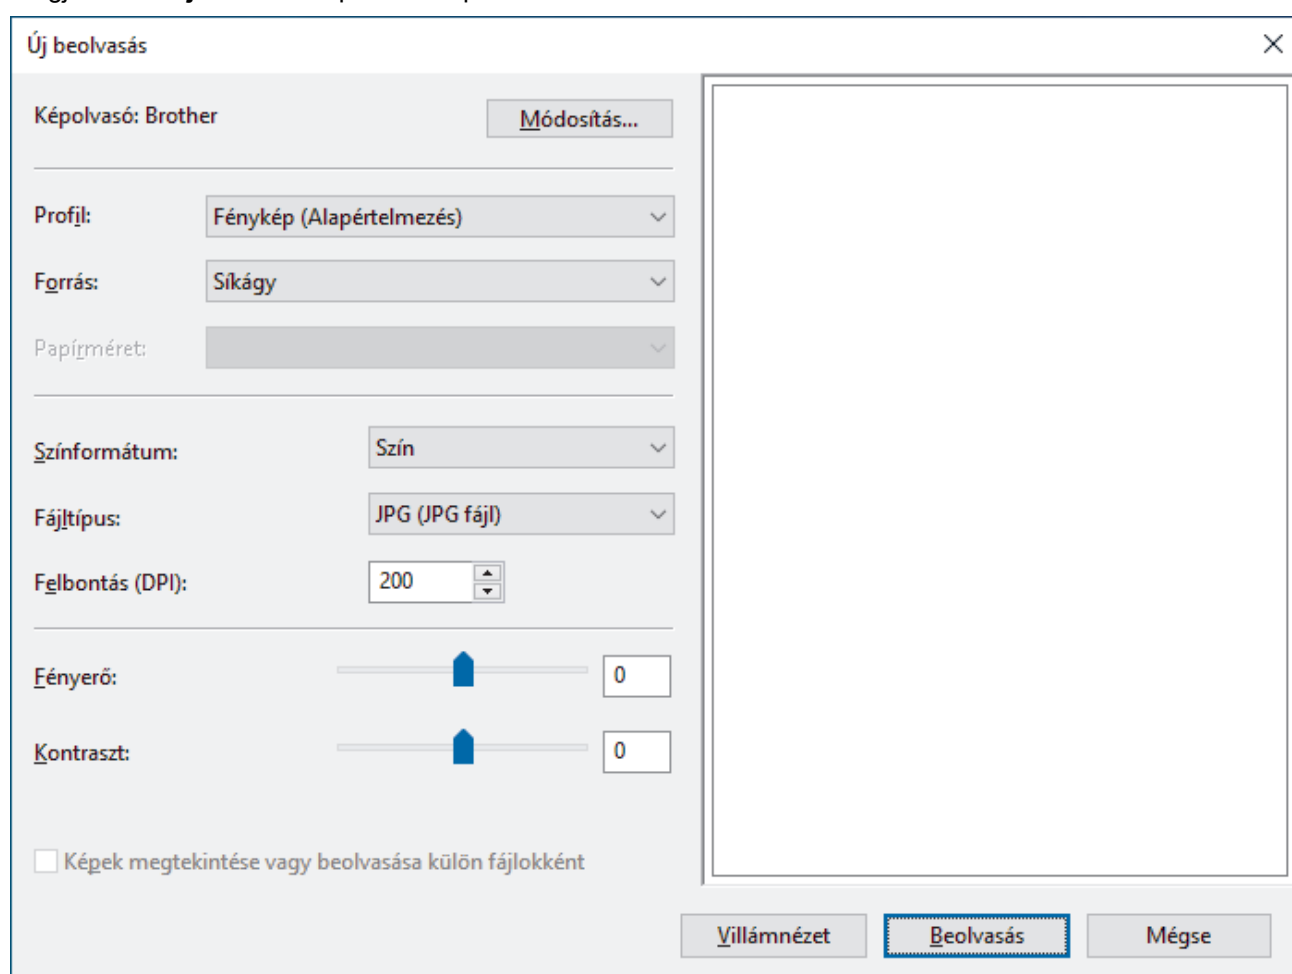 Új beolvasás
Képolvasó: Brother
Módosítás...
Profil:
Fénykép (Alapértelmezés)
Forrás:
Síkágy
Papírméret:
Színformátum:
Szín
Fájltípus:
JPG (JPG fájl)
Felbontás (DPI):
200
Fényerő:
0
Kontraszt:
0
Képek megtekintése vagy beolvasása külön fájlokként
Villámnézet
Beolvasás
Mégse